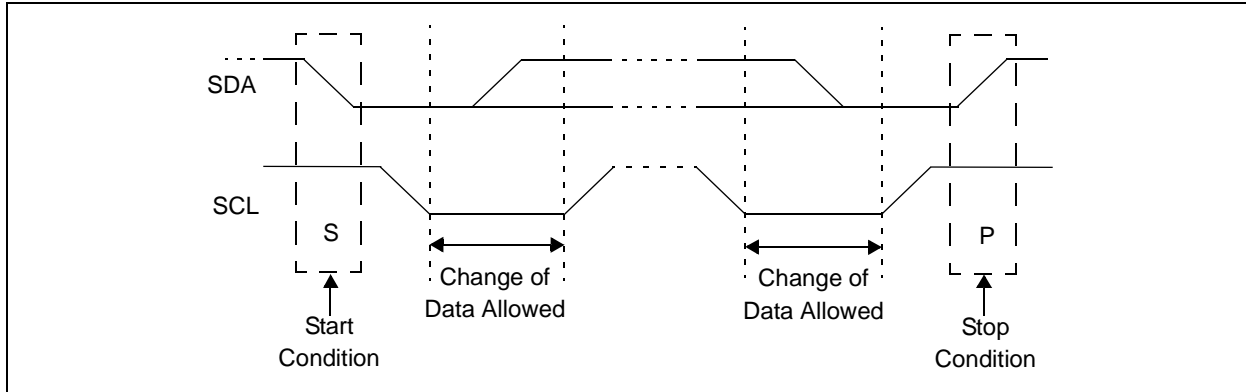 SDA
SCL
S
P
Change of
Data Allowed
Change of
Data Allowed
Start
Condition
Stop
Condition